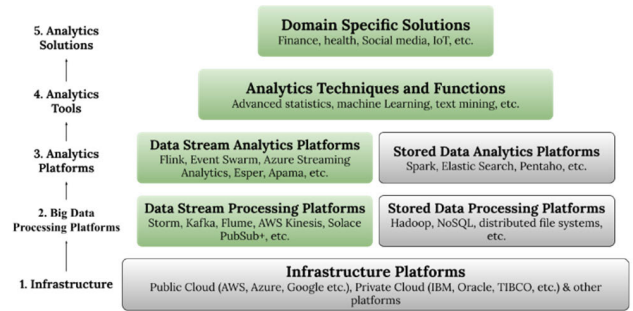 5. Analytics
Solutions
Domain Specific Solutions
Finance, health, Social media, IoT, etc.
4. Analytics
Tools
Analytics Techniques and Functions
Advanced statistics, machine Learning, text mining, etc.
3. Analytics
Platforms
Data Stream Analytics Platforms
Flink, Event Swarm, Azure Streaming
Analytics, Esper, Apama, etc.
Stored Data Analytics Platforms
Spark, Elastic Search, Pentaho, etc.
2. Big Data
Processing Platforms
Data Stream Processing Platforms
Storm, Kafka, Flume, AWS Kinesis, Solace
PubSub+, etc.
Stored Data Processing Platforms
Hadoop, NoSQL, distributed file systems,
etc.
1. Infrastructure
Infrastructure Platforms
Public Cloud (AWS, Azure, Google etc.), Private Cloud (IBM, Oracle, TIBCO, etc.) & other
platforms